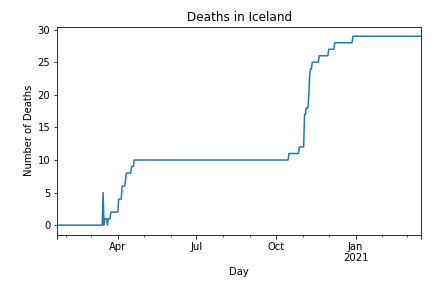 Deaths in Iceland
Number of Deaths
30
25
20
15
10
5
0
Apr
Jul
Oct
Jan
2021
Day